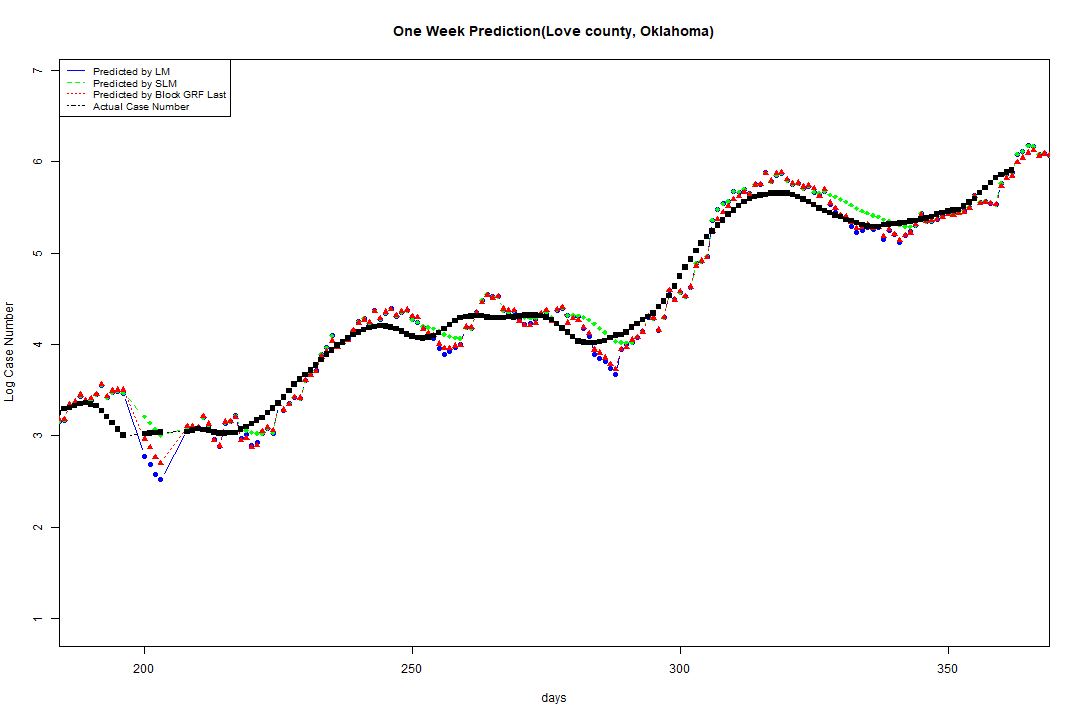 One Week Prediction(Love county, Oklahoma)
Predicted by LM
Predicted by SLM
Predicted by Block GRF Last
Actual Case Number
7
6
5
4
3
2
1
Log Case Number
200
250
300
350
days